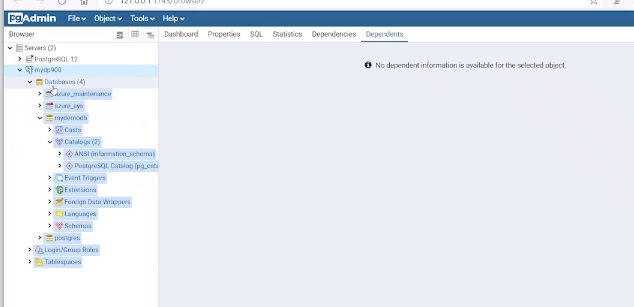 127.0.0.1:1743/browser/
pgAdmin File Object Tools Help
Browser
Dashboard Properties SQL Statistics Dependencies Dependents
Servers (2)
PostgreSQL 12
mydp900
Databases (4)
azure_maintenance
azure_sys
mydemodb
Casts
Catalogs (2)
ANSI (information_schema)
PostgreSQL Catalog (pg_cata
Event Triggers
Extensions
Foreign Data Wrappers
Languages
Schemas
postgres
Login/Group Roles
Tablespaces
No dependent information is available for the selected object.